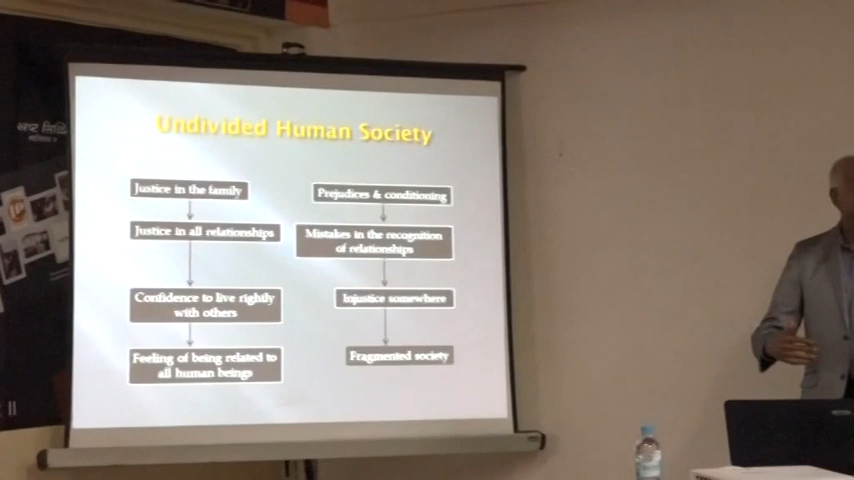 Undivided Human Society
Justice in the family
Justice in all relationships
Confidence to live rightly
with others
Feeling of being related to
all human beings
Prejudices & conditioning
Mistakes in the recognition
of relationships
Injustice somewhere
Fragmented society
II